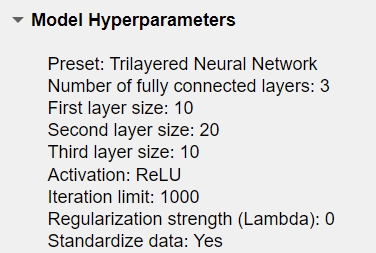 Model Hyperparameters
Preset: Trilayered Neural Network
Number of fully connected layers: 3
First layer size: 10
Second layer size: 20
Third layer size: 10
Activation: ReLU
Iteration limit: 1000
Regularization strength (Lambda): 0
Standardize data: Yes